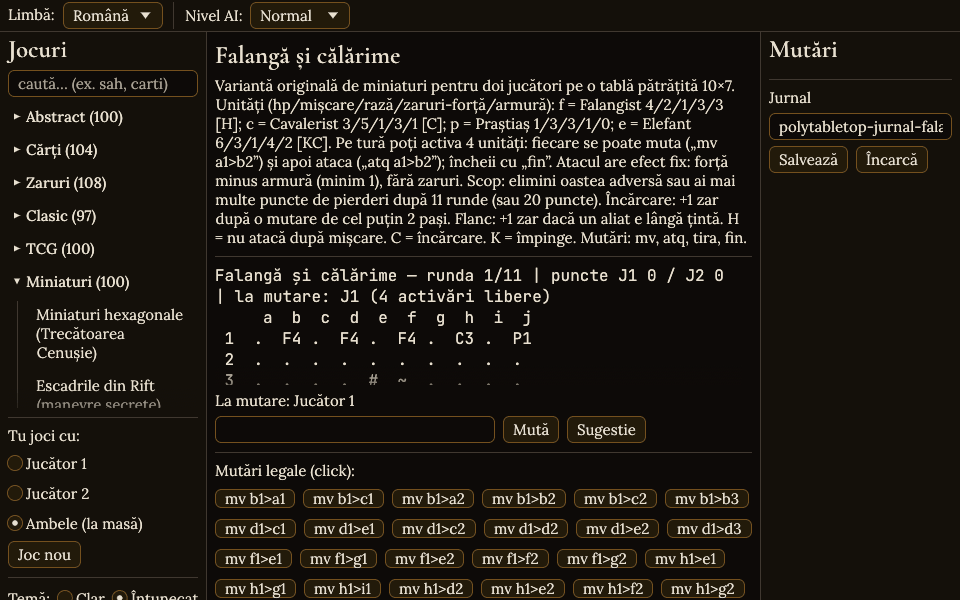 Limbă: Română ▼ Nivel AI: Normal ▼
Jocuri
caută... (ex. sah, carti)
▸ Abstract (100)
▸ Cărți (104)
▸ Zaruri (108)
▸ Clasic (97)
▸ TCG (100)
▾ Miniaturi (100)
Miniaturi hexagonale
(Trecătoarea
Cenușie)
Escadrile din Rift
(manevre secrete)
Tu joci cu:
Jucător 1
Jucător 2
Ambele (la masă)
Joc nou
Temă: Clar Întunecat
Falangă și călărime
Variantă originală de miniaturi pentru doi jucători pe o tablă pătrățită 10×7.
Unități (hp/mișcare/rază/zaruri-forță/armură): f = Falangist 4/2/1/3/3
[H]; c = Cavalerist 3/5/1/3/1 [C]; p = Praștiaș 1/3/3/1/0; e = Elefant
6/3/1/4/2 [KC]. Pe tură poți activa 4 unități: fiecare se poate muta („mv
a1>b2”) și apoi ataca („atq a1>b2”); închei cu „fin”. Atacul are efect fix: forță
minus armură (minim 1), fără zaruri. Scop: elimini oastea adversă sau ai mai
multe puncte de pierderi după 11 runde (sau 20 puncte). Încărcare: +1 zar
după o mutare de cel puțin 2 pași. Flanc: +1 zar dacă un aliat e lângă țintă. H
= nu atacă după mișcare. C = încărcare. K = împinge. Mutări: mv, atq, tira, fin.
Falangă și călărime — runda 1/11 | puncte J1 0 / J2 0
| la mutare: J1 (4 activări libere)
a b c d e f g h i j
1 . F4 . F4 . F4 . C3 . P1
2 . . . . . . . . . .
3 . . . . # ~ . . . .
La mutare: Jucător 1
Mută Sugestie
Mutări legale (click):
mv b1>a1 mv b1>c1 mv b1>a2 mv b1>b2 mv b1>c2 mv b1>b3
mv d1>c1 mv d1>e1 mv d1>c2 mv d1>d2 mv d1>e2 mv d1>d3
mv f1>e1 mv f1>g1 mv f1>e2 mv f1>f2 mv f1>g2 mv h1>e1
mv h1>g1 mv h1>i1 mv h1>d2 mv h1>e2 mv h1>f2 mv h1>g2
Mutări
Jurnal
polytabletop-jurnal-fala
Salvează Încarcă